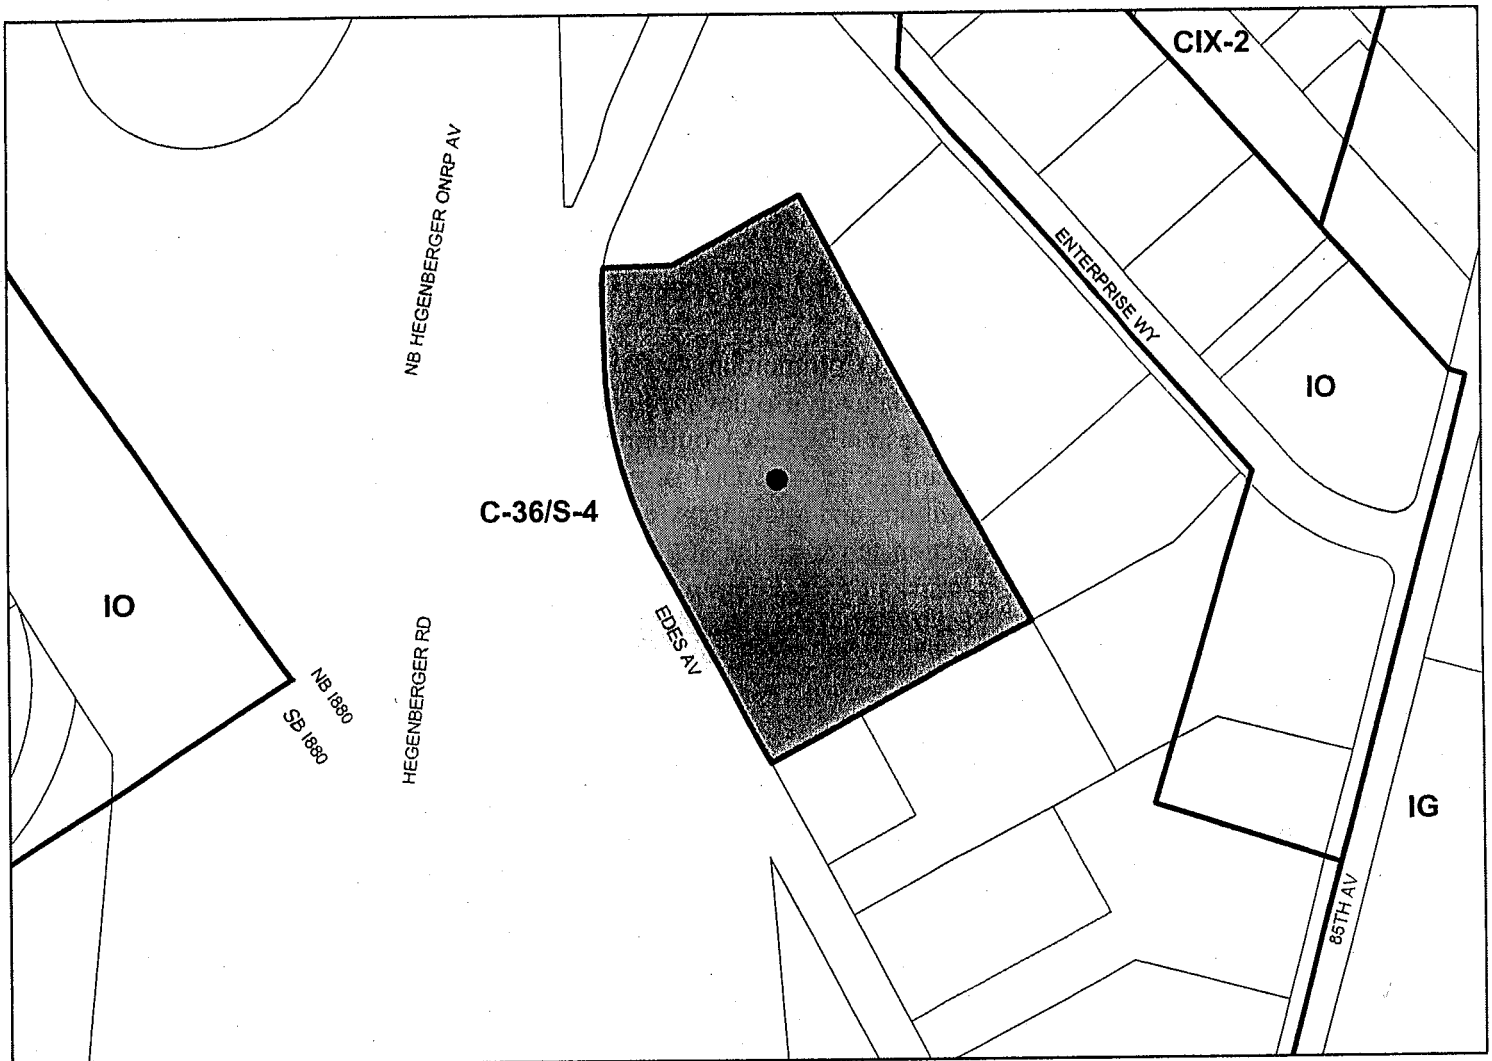 CIX-2
NB HEGENBERGER ONRP AV
ENTERPRISE WY
IO
C-36/S-4
IO
EDES AV
HEGENBERGER RD
NB I880
SB I880
IG
85TH AV